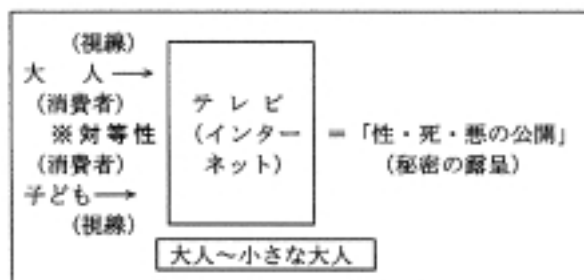 (視線)
大 人 →
(消費者)
※対等性
(消費者)
子ども→
(視線)
テ レ ビ
(インター
ネット)
= 「性・死・悪の公開」
(秘密の露呈)
大人～小さな大人